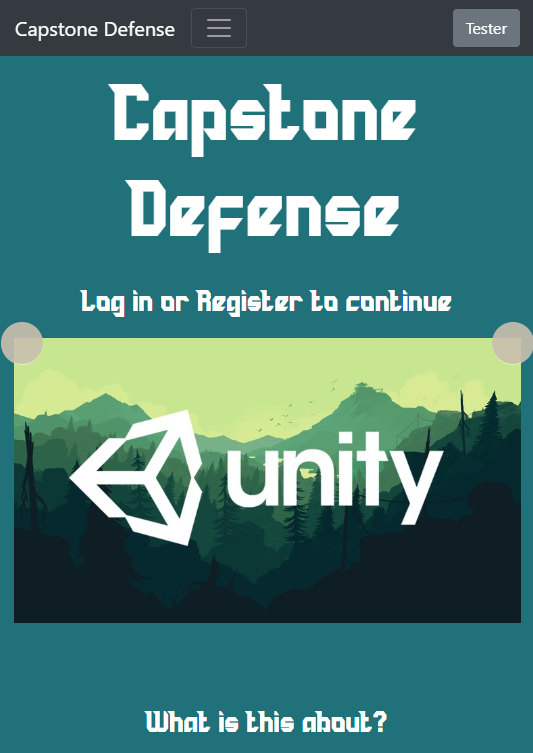 Capstone Defense
Tester
Capstone
Defense
Log in or Register to continue
unity
What is this about?